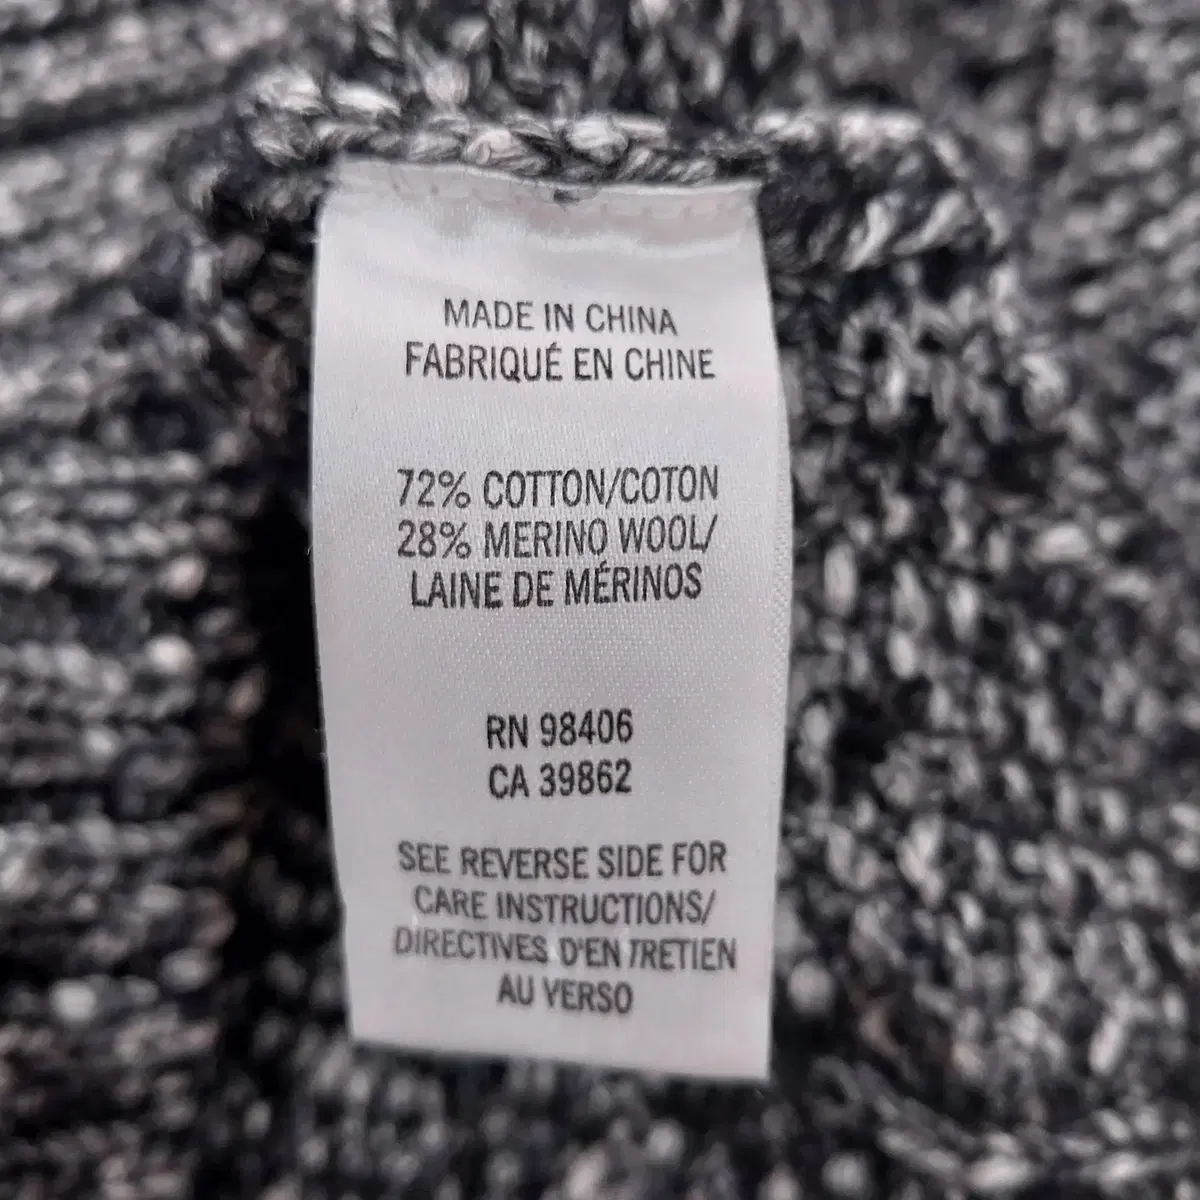 MADE IN CHINA
FABRIQUÉ EN CHINE
72% COTTON/COTON
28% MERINO WOOL/
LAINE DE MÉRINOS
RN 98406
CA 39862
SEE REVERSE SIDE FOR
CARE INSTRUCTIONS/
DIRECTIVES D'ENTRETIEN
AU VERSO